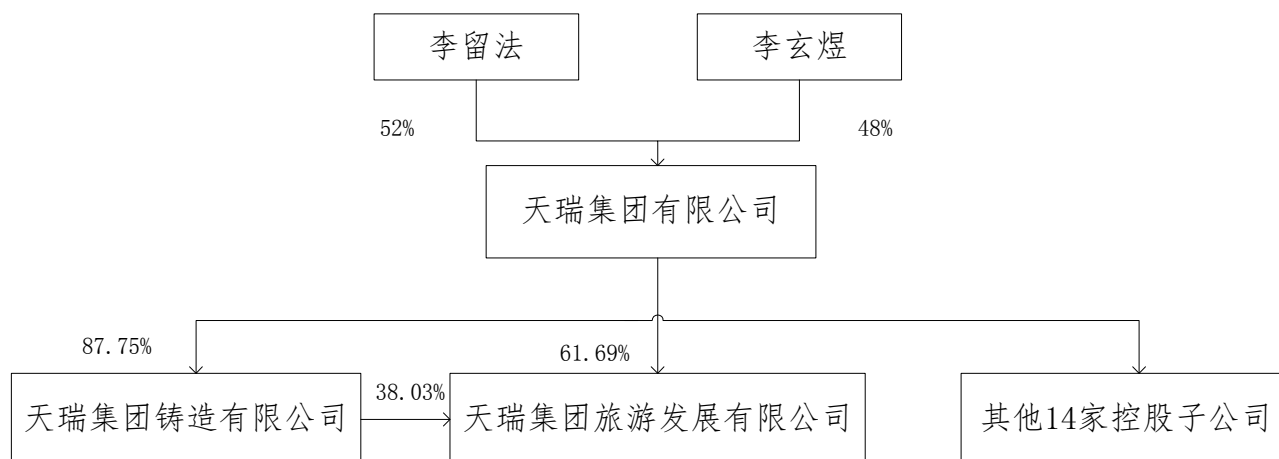 李留法
李玄煜
52%
48%
天瑞集团有限公司
87.75%
61.69%
38.03%
天瑞集团铸造有限公司
天瑞集团旅游发展有限公司
其他14家控股子公司